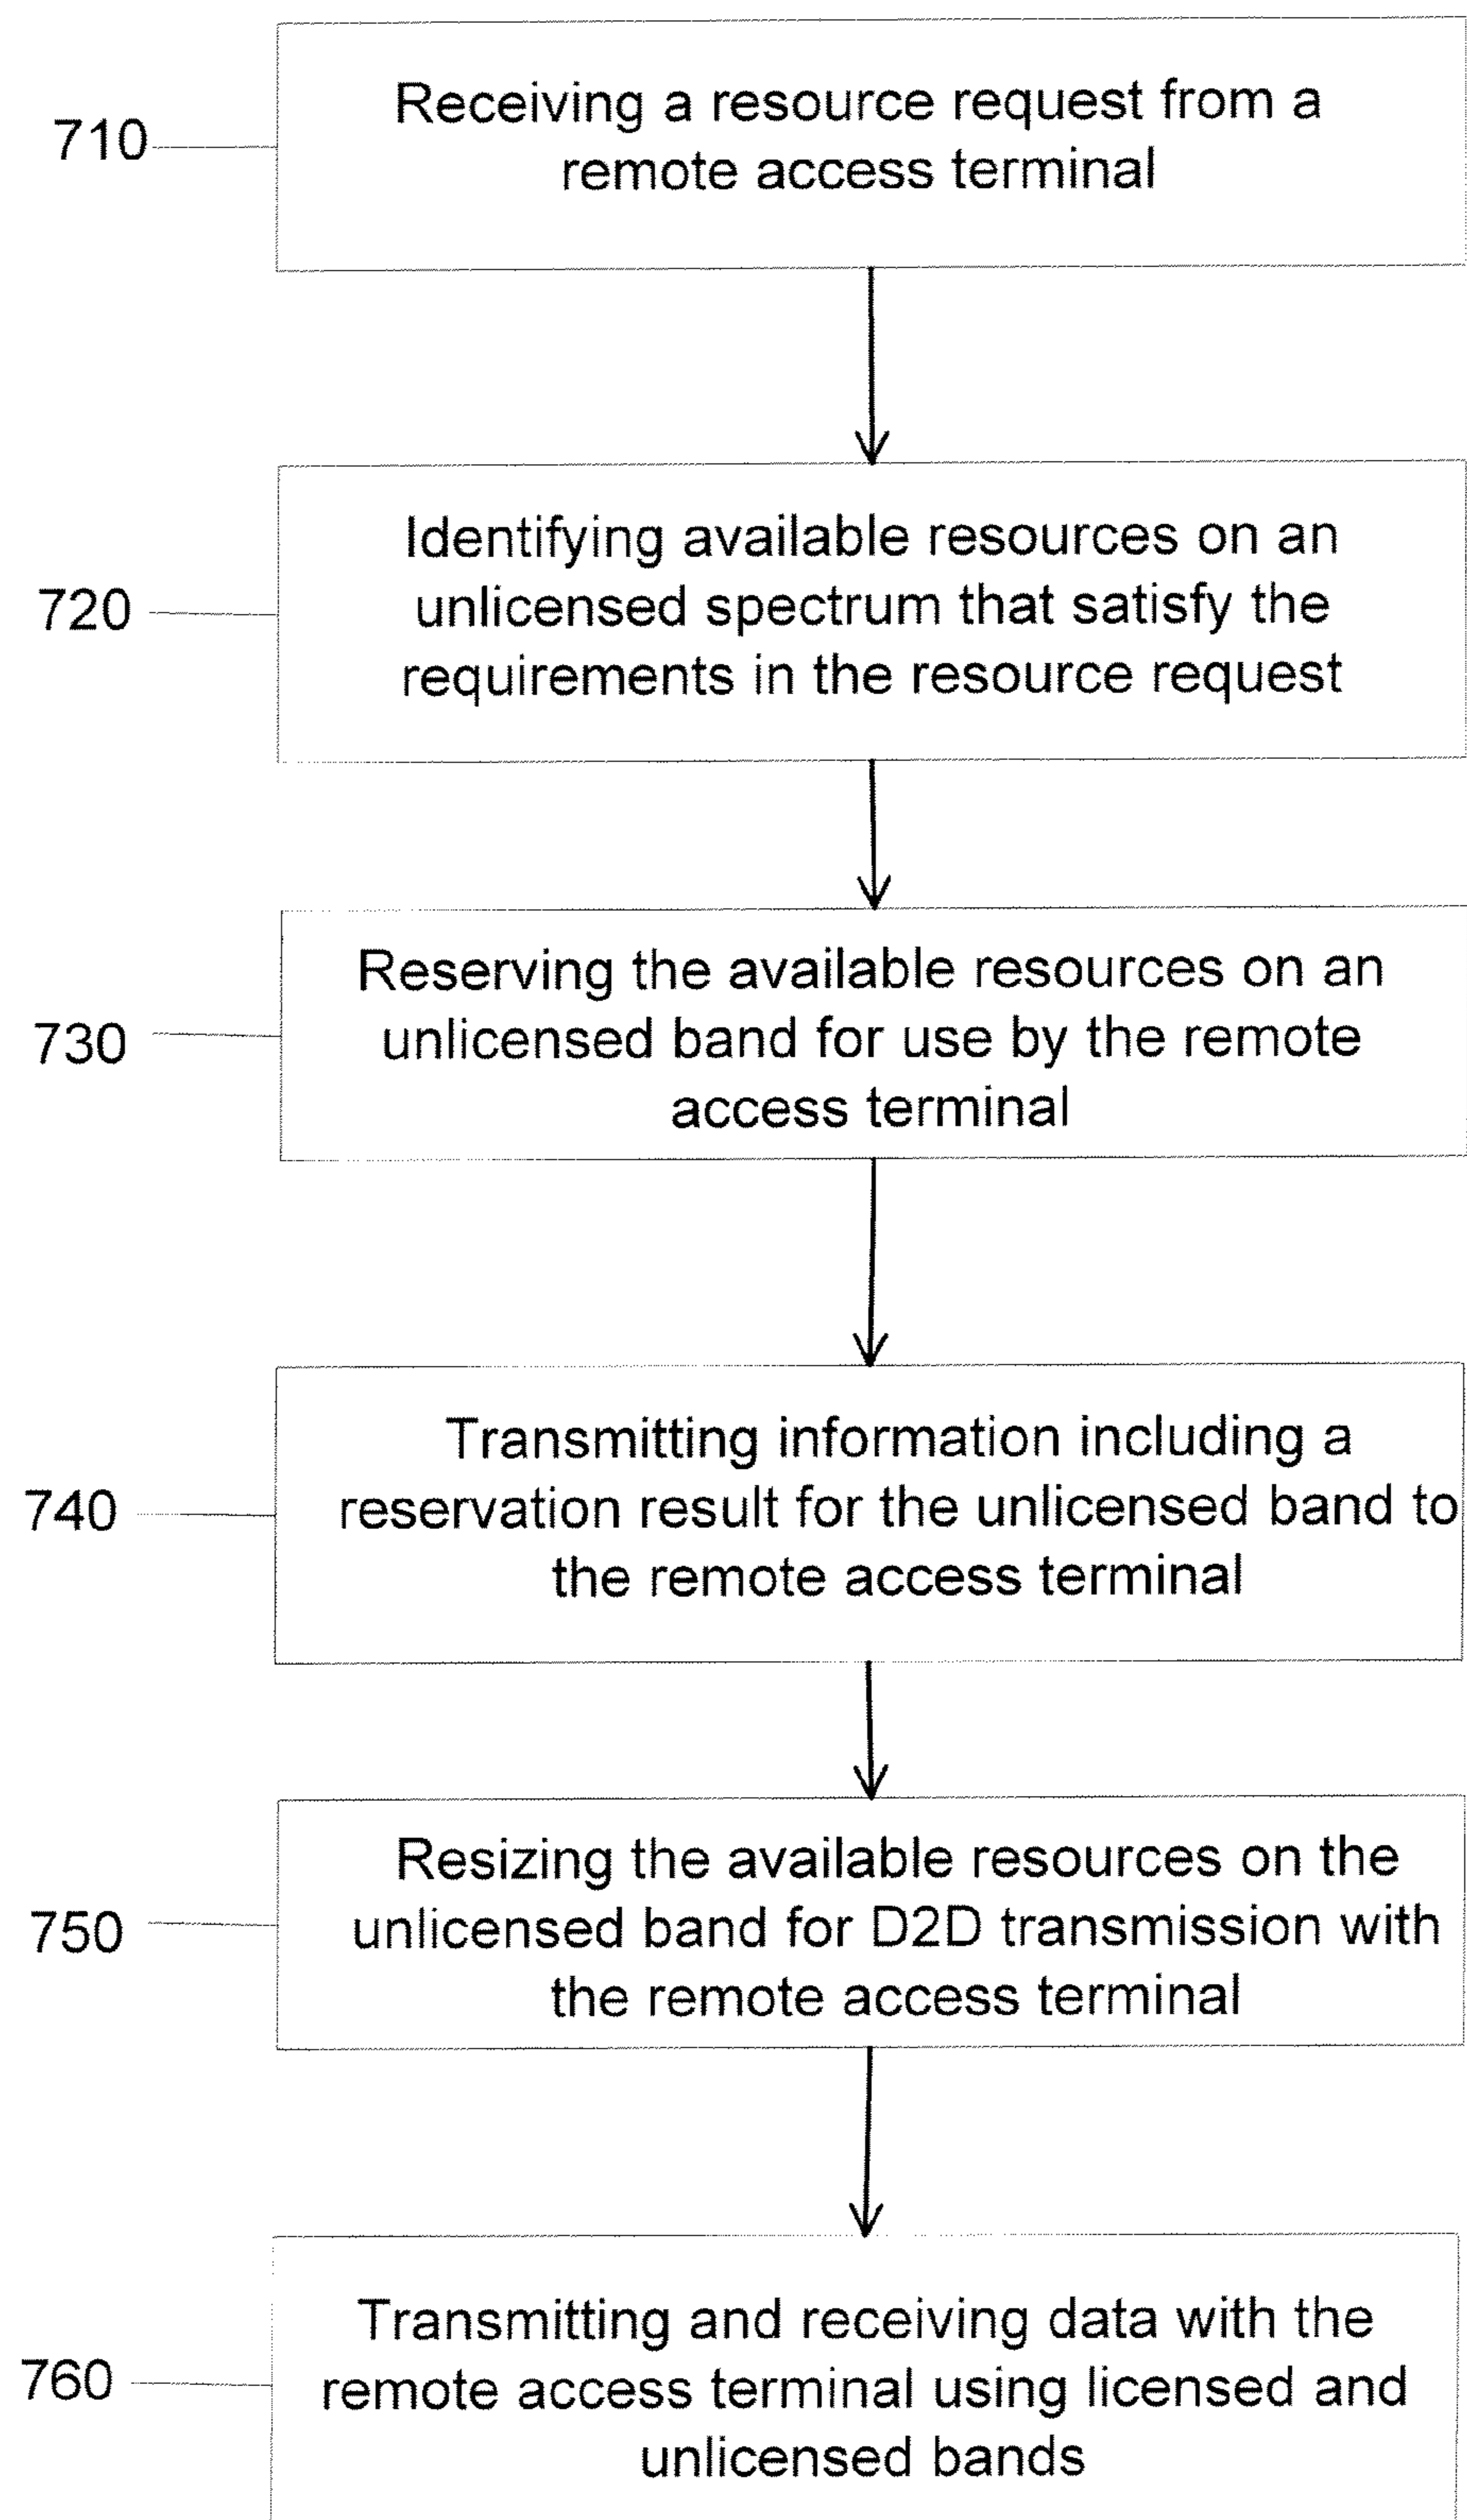 710
Receiving a resource request from a
remote access terminal
720
Identifying available resources on an
unlicensed spectrum that satisfy the
requirements in the resource request
730
Reserving the available resources on an
unlicensed band for use by the remote
access terminal
740
Transmitting information including a
reservation result for the unlicensed band to
the remote access terminal
750
Resizing the available resources on the
unlicensed band for D2D transmission with
the remote access terminal
760
Transmitting and receiving data with the
remote access terminal using licensed and
unlicensed bands